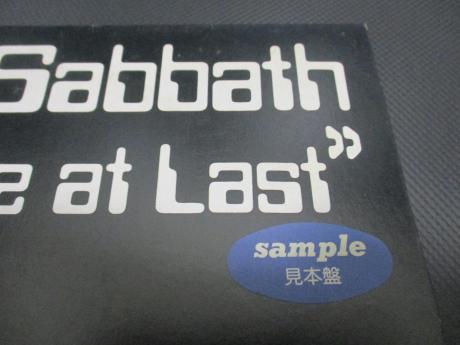 Sabbath
e at Last”
sample
見本盤